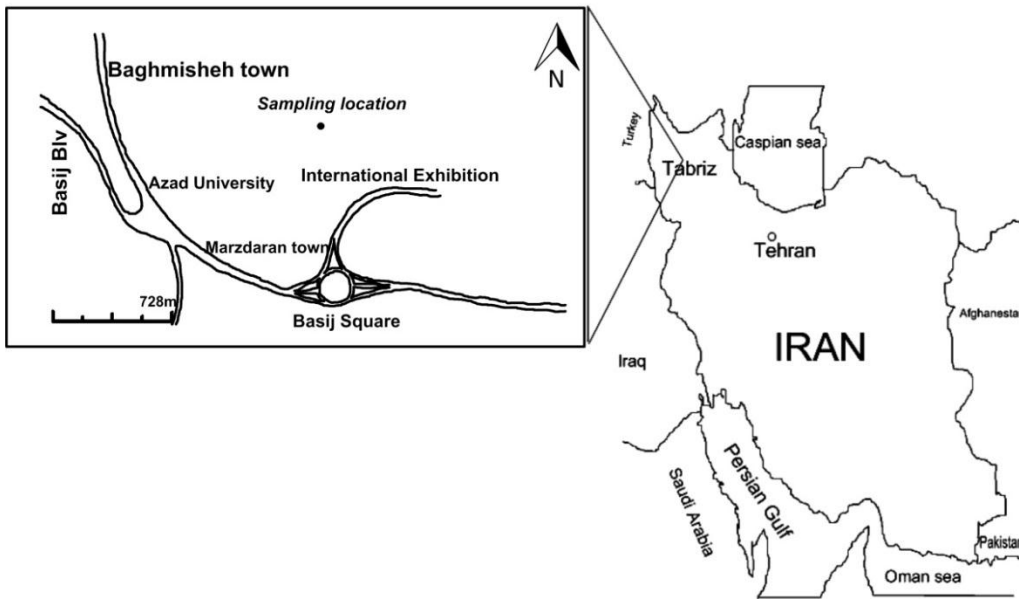 Baghmisheh town
N
Sampling location
Basij Blv
Azad University
International Exhibition
Marzdaran town
728m
Basij Square
Turkey
Caspian sea
Tabriz
Tehran
Afghanesta
IRAN
Iraq
Persian Gulf
Saudi Arabia
Pakistan
Oman sea